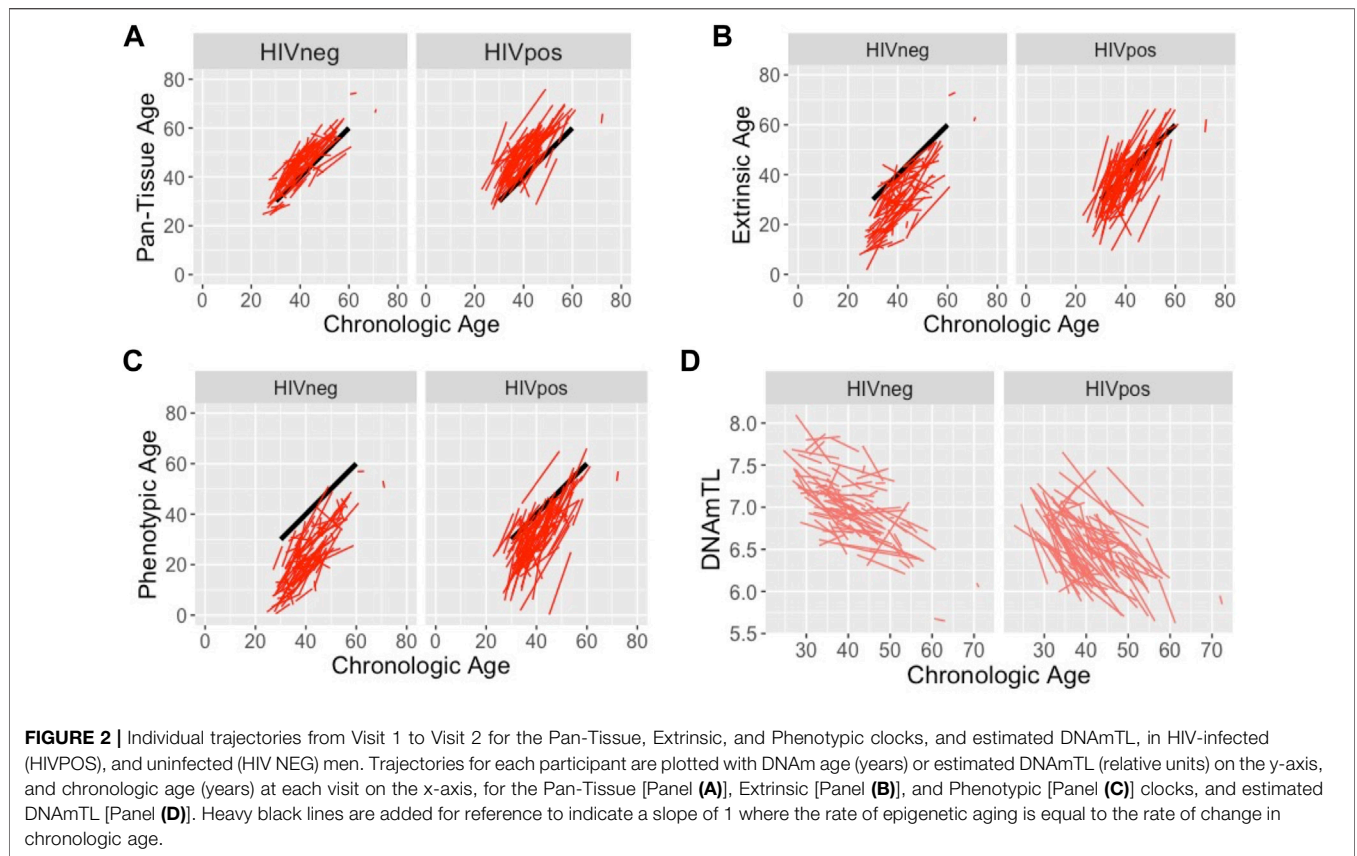 A
HIVneg HIVpos
80
60
40
20
0
Pan-Tissue Age
0 20 40 60 80 0 20 40 60 80
Chronologic Age
B
HIVneg HIVpos
80
60
40
20
0
Extrinsic Age
0 20 40 60 80 0 20 40 60 80
Chronologic Age
C
HIVneg HIVpos
80
60
40
20
0
Phenotypic Age
0 20 40 60 80 0 20 40 60 80
Chronologic Age
D
HIVneg HIVpos
8.0
7.5
7.0
6.5
6.0
5.5
DNAmTL
30 40 50 60 70 30 40 50 60 70
Chronologic Age
FIGURE 2 | Individual trajectories from Visit 1 to Visit 2 for the Pan-Tissue, Extrinsic, and Phenotypic clocks, and estimated DNAmTL, in HIV-infected
(HIVPOS), and uninfected (HIV NEG) men. Trajectories for each participant are plotted with DNAm age (years) or estimated DNAmTL (relative units) on the y-axis,
and chronologic age (years) at each visit on the x-axis, for the Pan-Tissue [Panel (A)], Extrinsic [Panel (B)], and Phenotypic [Panel (C)] clocks, and estimated
DNAmTL [Panel (D)]. Heavy black lines are added for reference to indicate a slope of 1 where the rate of epigenetic aging is equal to the rate of change in
chronologic age.